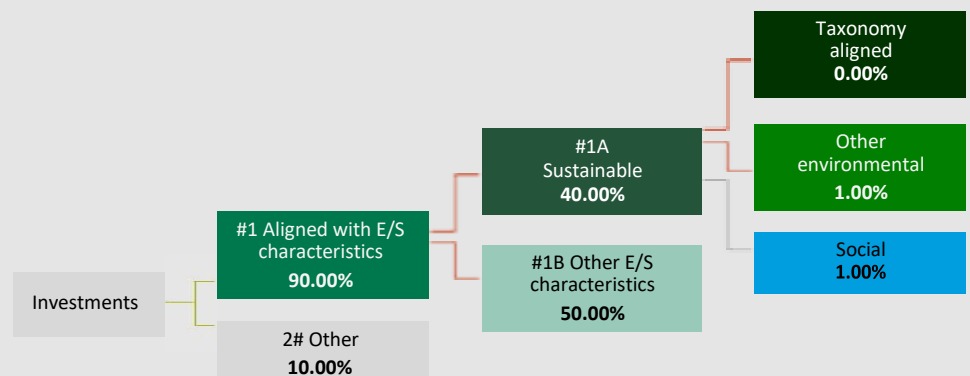 Investments
#1 Aligned with E/S
characteristics
90.00%
2# Other
10.00%
#1A
Sustainable
40.00%
#1B Other E/S
characteristics
50.00%
Taxonomy
aligned
0.00%
Other
environmental
1.00%
Social
1.00%